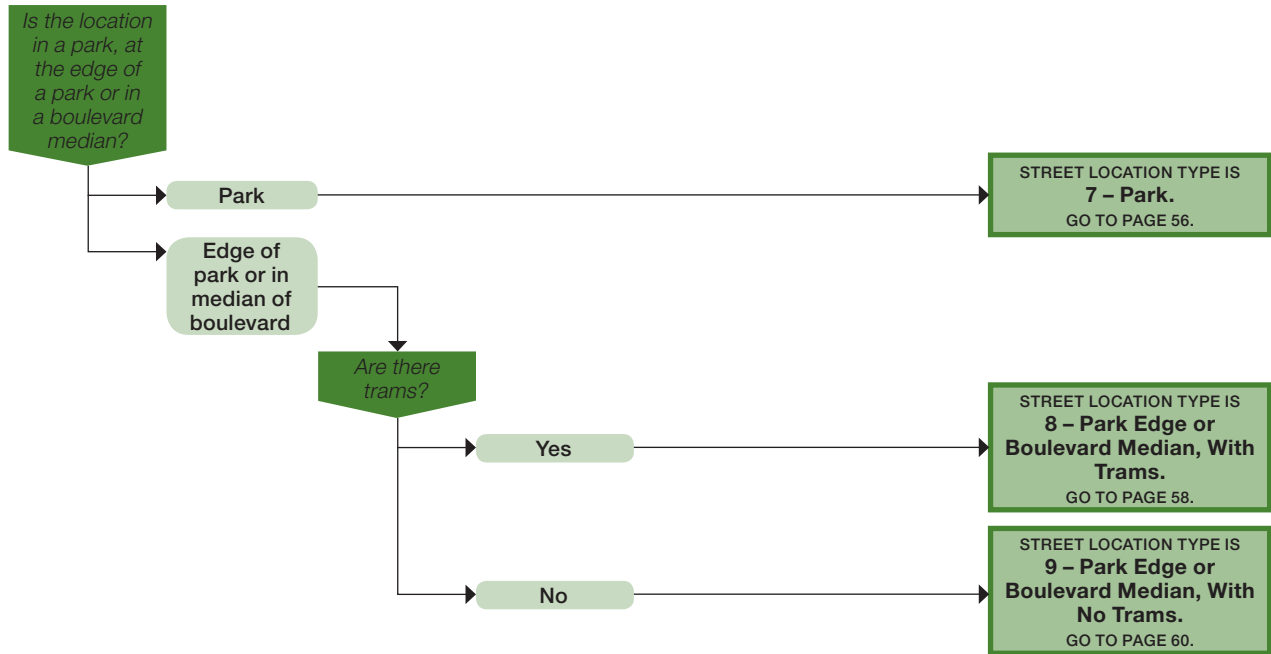 Is the location
in a park, at
the edge of
a park or in
a boulevard
median?
Park
STREET LOCATION TYPE IS
7 – Park.
GO TO PAGE 56.
Edge of
park or in
median of
boulevard
Are there
trams?
Yes
STREET LOCATION TYPE IS
8 – Park Edge or
Boulevard Median, With
Trams.
GO TO PAGE 58.
No
STREET LOCATION TYPE IS
9 – Park Edge or
Boulevard Median, With
No Trams.
GO TO PAGE 60.